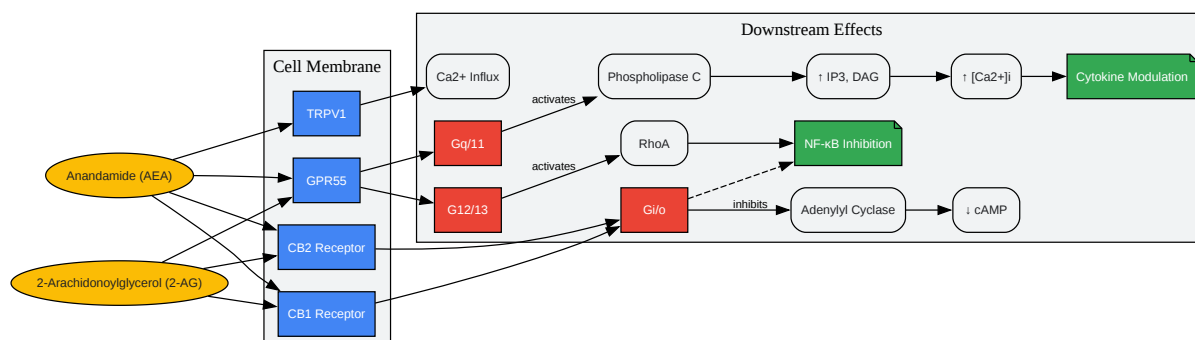 Downstream Effects
Cell Membrane
Ca2+ Influx
Phospholipase C
↑ IP3, DAG
↑ [Ca2+]i
Cytokine Modulation
TRPV1
activates
Gq/11
RhoA
NF-κB Inhibition
Anandamide (AEA)
GPR55
activates
G12/13
Gi/o
inhibits
Adenylyl Cyclase
↓ cAMP
CB2 Receptor
2-Arachidonoylglycerol (2-AG)
CB1 Receptor